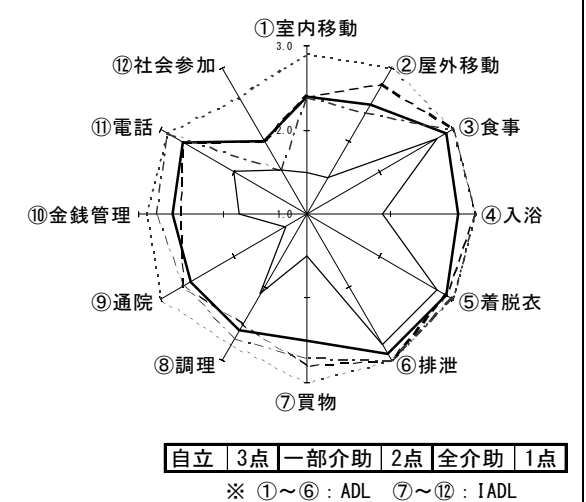 ①室内移動
3.0
⑫社会参加
②屋外移動
⑪電話
2.0
③食事
⑩金銭管理
1.0
④入浴
⑨通院
⑤着脱衣
⑧調理
⑥排泄
⑦買物
自立 3点 一部介助 2点 全介助 1点
※ ①～⑥：ADL ⑦～⑫：IADL